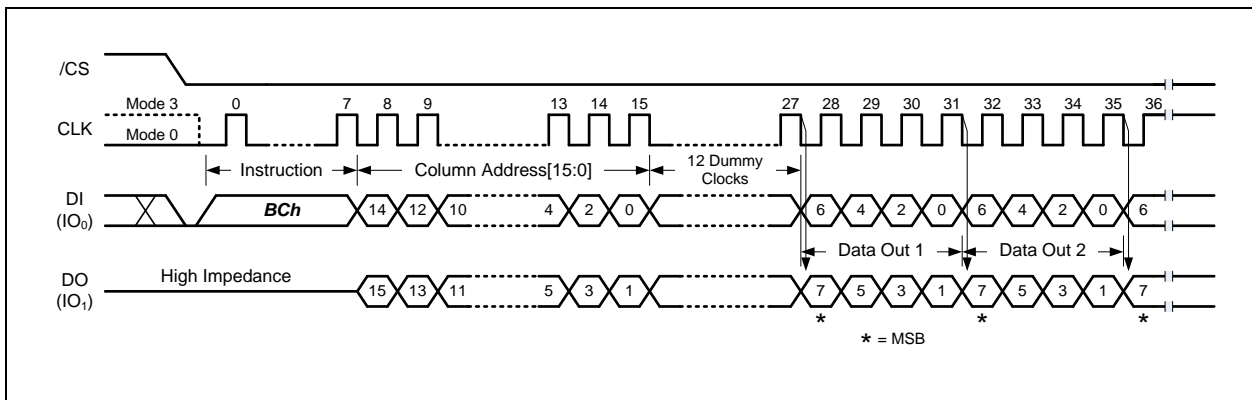 /CS
Mode 3
0 7 8 9 13 14 15 27 28 29 30 31 32 33 34 35 36
CLK
Mode 0
Instruction
Column Address[15:0]
12 Dummy
Clocks
DI
(IO0)
BCh
14 12 10 4 2 0 6 4 2 0 6 4 2 0 6
Data Out 1
Data Out 2
High Impedance
DO
(IO1)
15 13 11 5 3 1 7 5 3 1 7 5 3 1 7
* * *
* = MSB